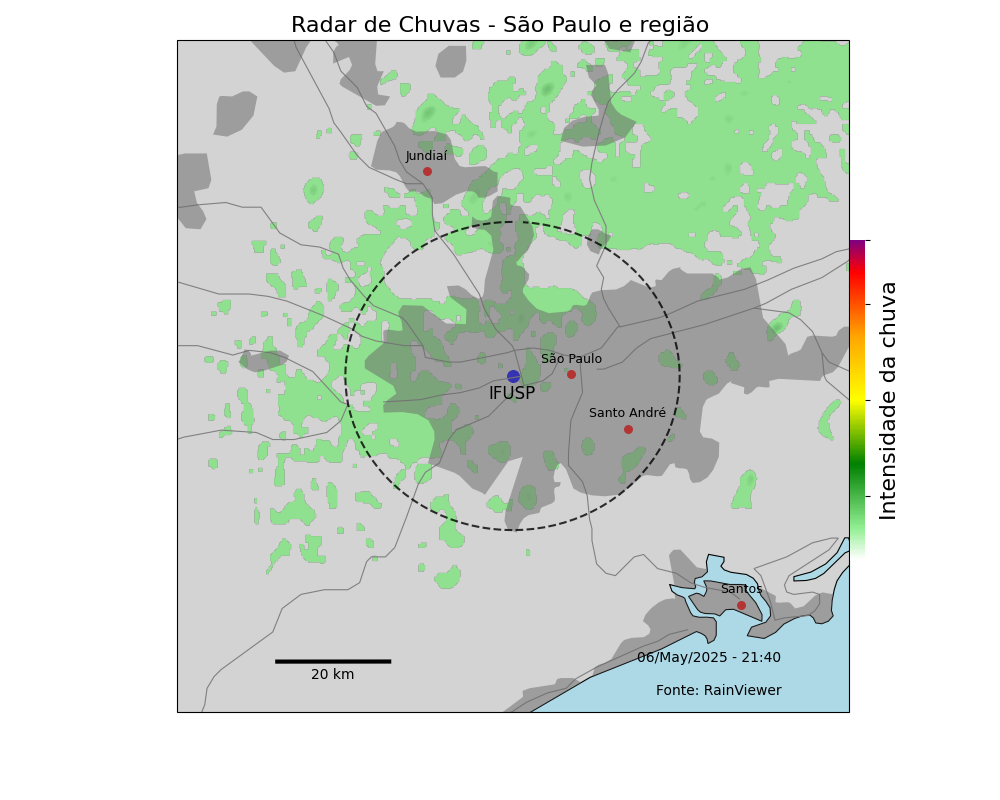 Radar de Chuvas - São Paulo e região
Jundiaí
São Paulo
IFUSP
Santo André
Intensidade da chuva
Santos
06/May/2025 - 21:40
20 km
Fonte: RainViewer